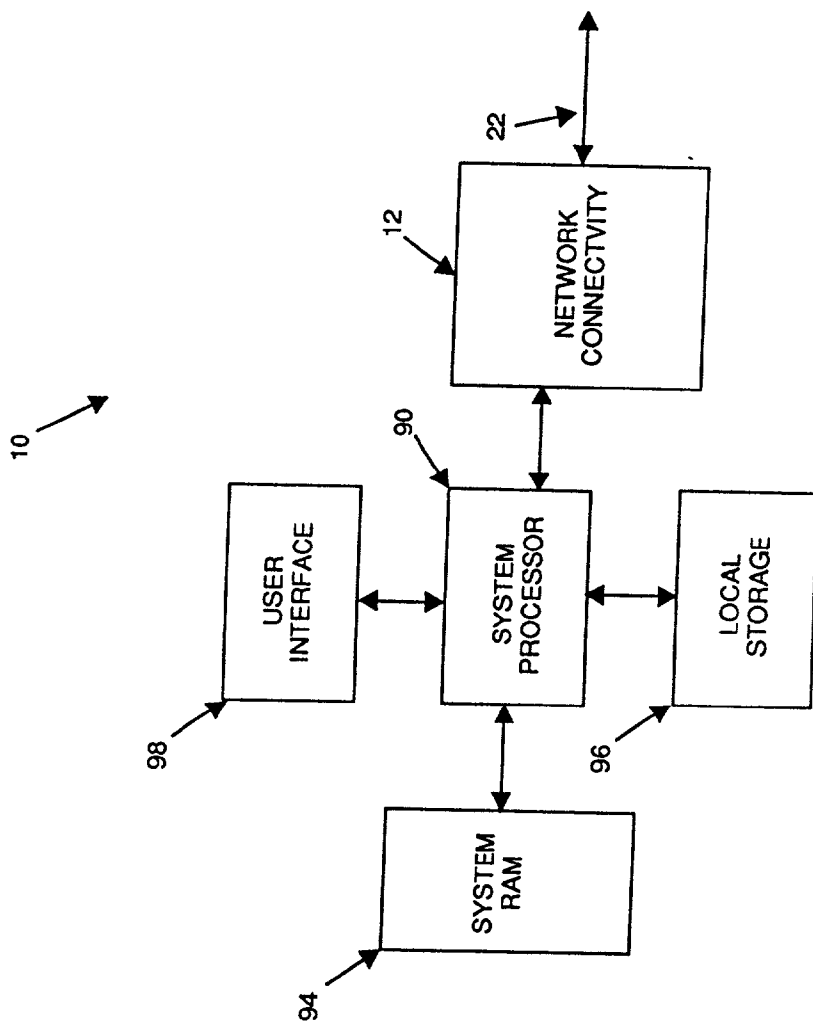 10
98
USER
INTERFACE
94
SYSTEM
RAM
90
SYSTEM
PROCESSOR
12
NETWORK
CONNECTVITY
22
96
LOCAL
STORAGE